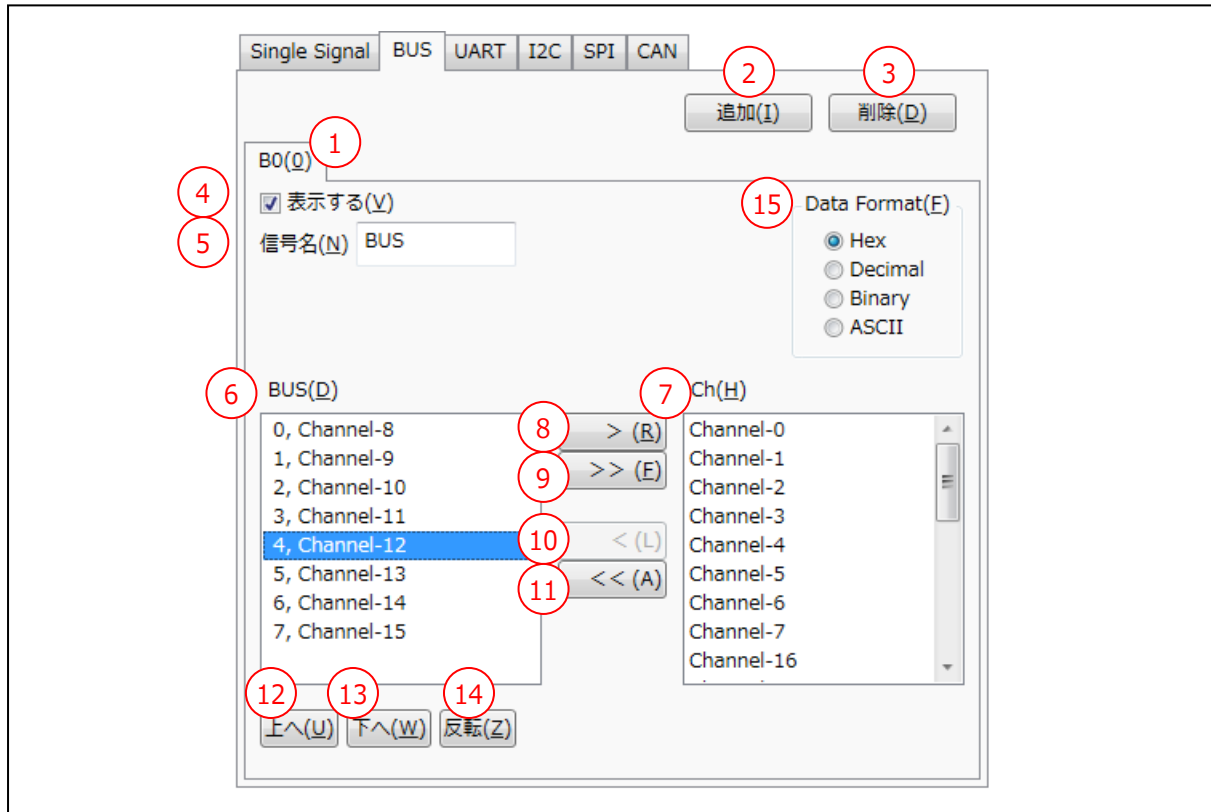 Single Signal BUS UART I2C SPI CAN
2 3
追加(I) 削除(D)
1
B0(0)
4 表示する(V)
5 信号名(N) BUS
15 Data Format(F)
Hex
Decimal
Binary
ASCII
6 BUS(D)
0, Channel-8
1, Channel-9
2, Channel-10
3, Channel-11
4, Channel-12
5, Channel-13
6, Channel-14
7, Channel-15
8 > (R)
9 >> (F)
10 < (L)
11 << (A)
7 Ch(H)
Channel-0
Channel-1
Channel-2
Channel-3
Channel-4
Channel-5
Channel-6
Channel-7
Channel-16
12 13 14
上へ(U) 下へ(W) 反転(Z)